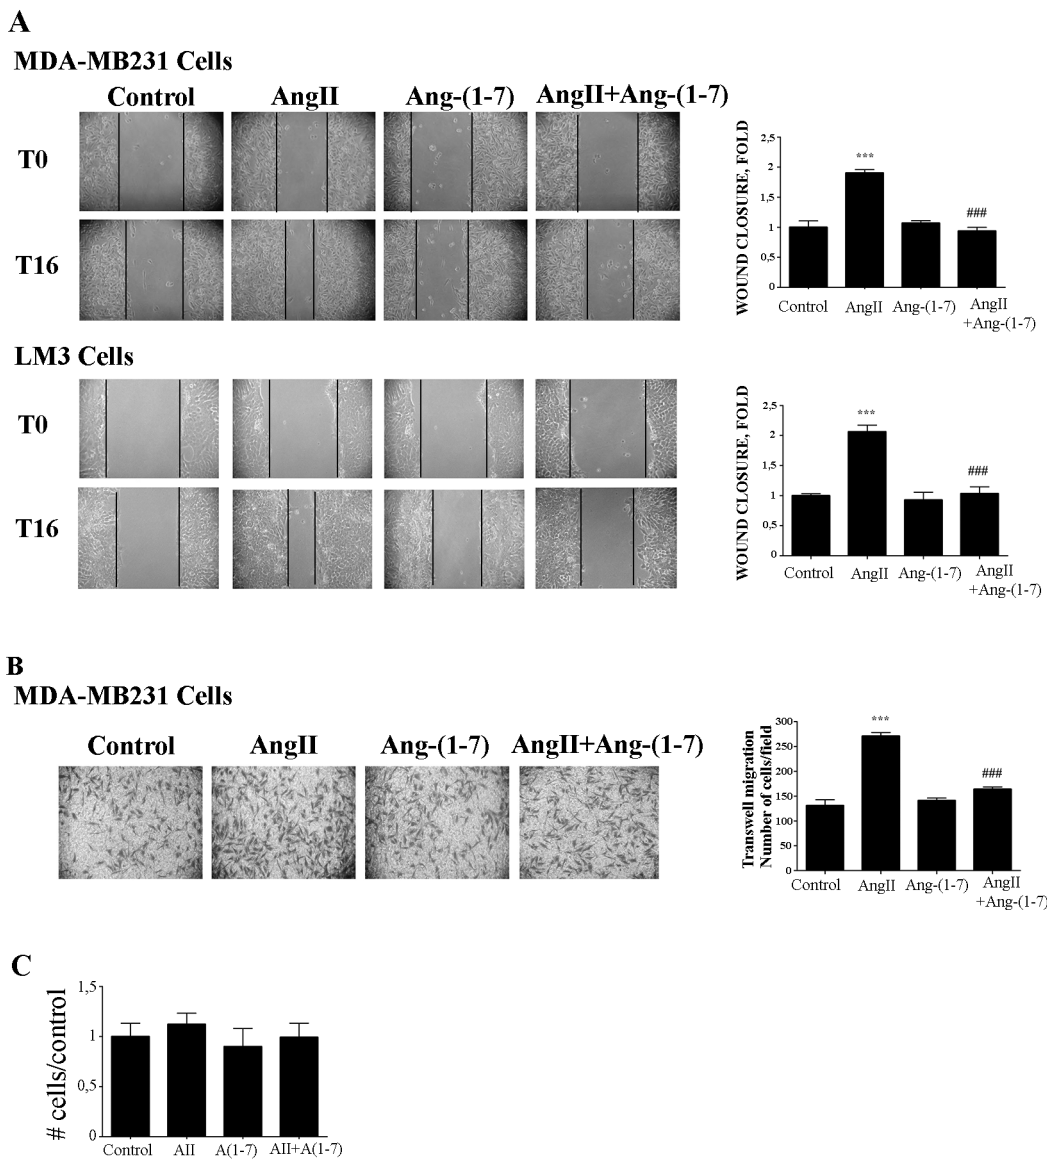 A
MDA-MB231 Cells
Control AngII Ang-(1-7) AngII+Ang-(1-7)
T0
T16
WOUND CLOSURE, FOLD
2,5
2
1,5
1
0,5
0
***
###
Control AngII Ang-(1-7) AngII
+Ang-(1-7)
LM3 Cells
T0
T16
WOUND CLOSURE, FOLD
2,5
2
1,5
1
0,5
0
***
###
Control AngII Ang-(1-7) AngII
+Ang-(1-7)
B
MDA-MB231 Cells
Control AngII Ang-(1-7) AngII+Ang-(1-7)
Transwell migration
Number of cells/field
300
250
200
150
100
50
0
***
###
Control AngII Ang-(1-7) AngII
+Ang-(1-7)
C
# cells/control
1,5
1
0,5
0
Control AII A(1-7) AII+A(1-7)